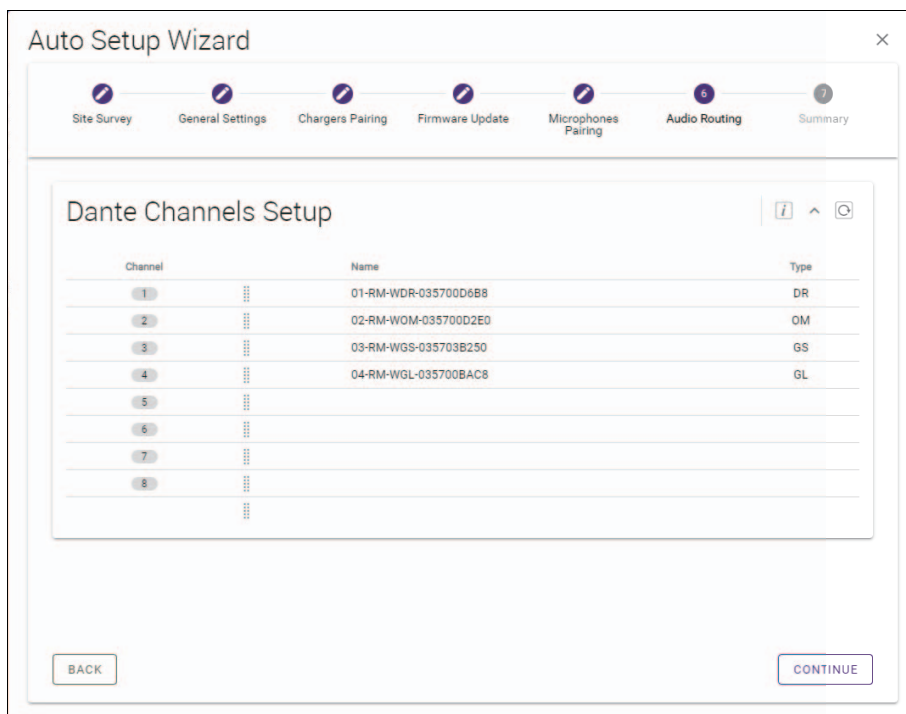 Auto Setup Wizard
Site Survey
General Settings
Chargers Pairing
Firmware Update
Microphones
Pairing
6
Audio Routing
7
Summary
Dante Channels Setup
i
Channel Name Type
1 01-RM-WDR-035700D6B8 DR
2 02-RM-WOM-035700D2E0 OM
3 03-RM-WGS-035703B250 GS
4 04-RM-WGL-035700BAC8 GL
5
6
7
8
BACK
CONTINUE